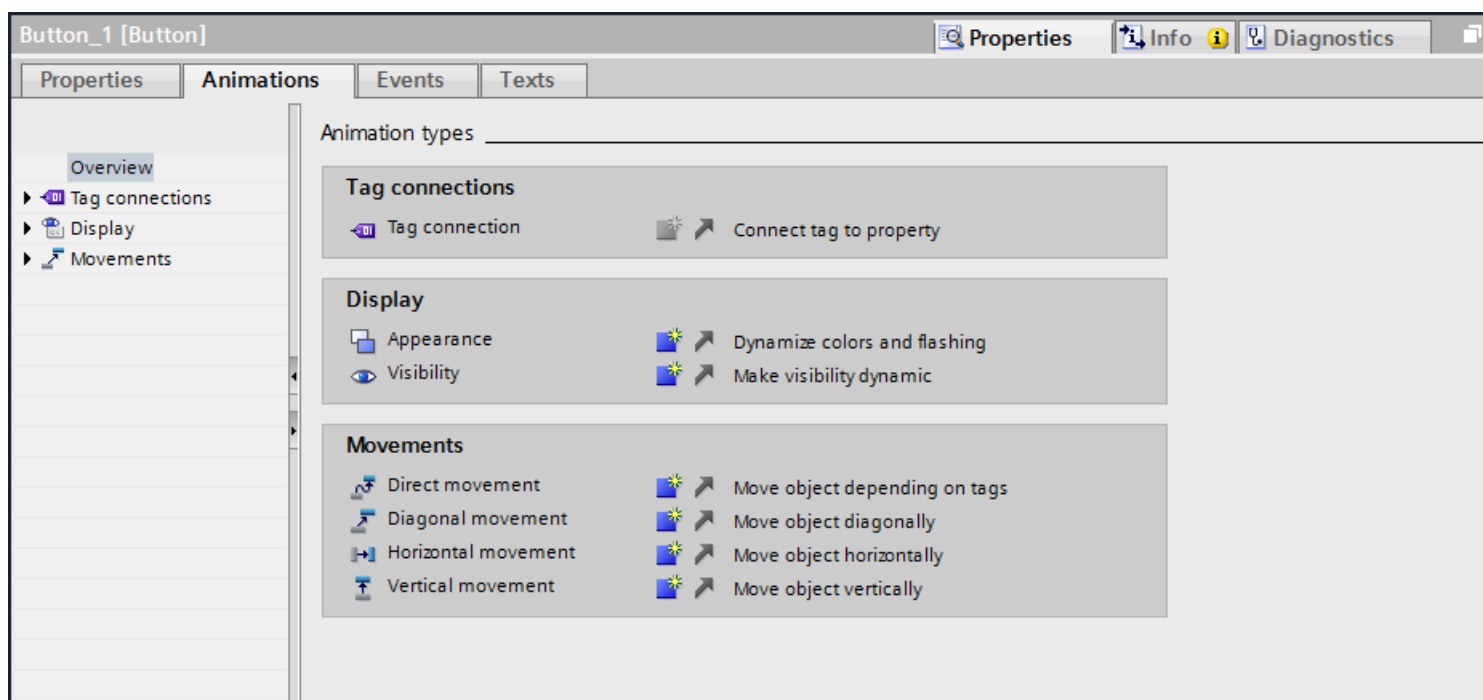 Button_1 [Button]
Properties
Info
Diagnostics
Properties
Animations
Events
Texts
Overview
Tag connections
Display
Movements
Animation types
Tag connections
Tag connection
Connect tag to property
Display
Appearance
Dynamize colors and flashing
Visibility
Make visibility dynamic
Movements
Direct movement
Move object depending on tags
Diagonal movement
Move object diagonally
Horizontal movement
Move object horizontally
Vertical movement
Move object vertically